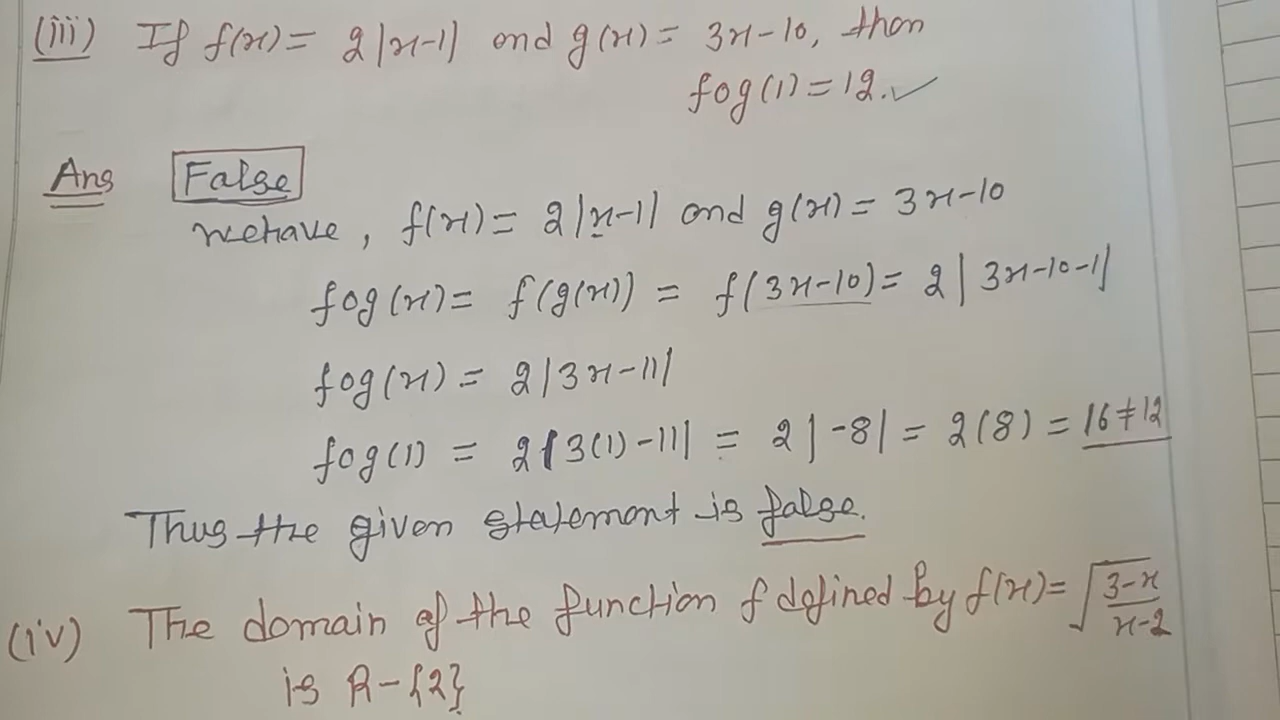 (iii) If f(x) = 2|x-1| and g(x) = 3x-10, then
fog(1) = 12. ✓
Ans False
we have, f(x) = 2|x-1| and g(x) = 3x-10
fog(x) = f(g(x)) = f(3x-10) = 2|3x-10-1|
fog(x) = 2|3x-11|
fog(1) = 2|3(1)-11| = 2|-8| = 2(8) = 16≠12
Thus the given statement is false.
(iv) The domain of the function f defined by f(x) = √((3-x)/(x-2))
is R-{2}